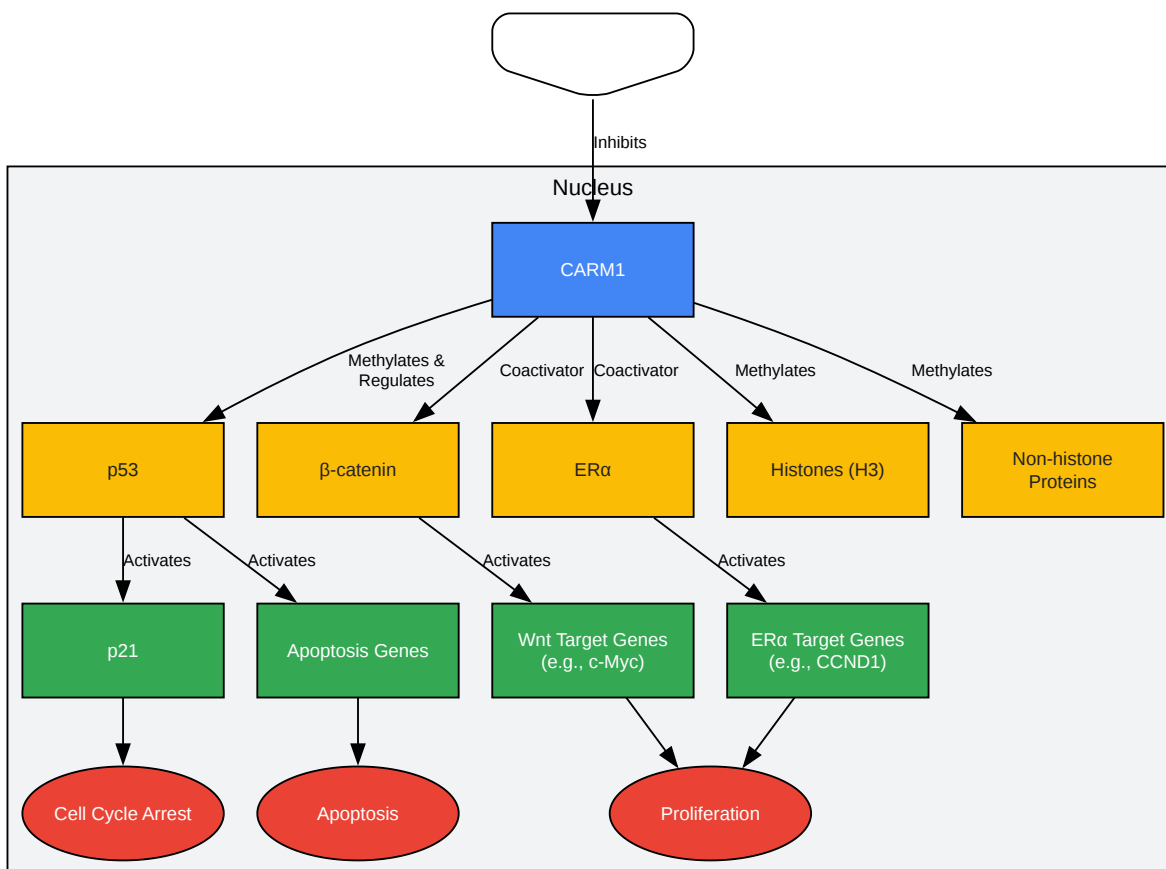 Inhibits
Nucleus
CARM1
Methylates &
Regulates
Coactivator
Coactivator
Methylates
Methylates
p53
β-catenin
ERα
Histones (H3)
Non-histone
Proteins
Activates
Activates
Activates
Activates
p21
Apoptosis Genes
Wnt Target Genes
(e.g., c-Myc)
ERα Target Genes
(e.g., CCND1)
Cell Cycle Arrest
Apoptosis
Proliferation